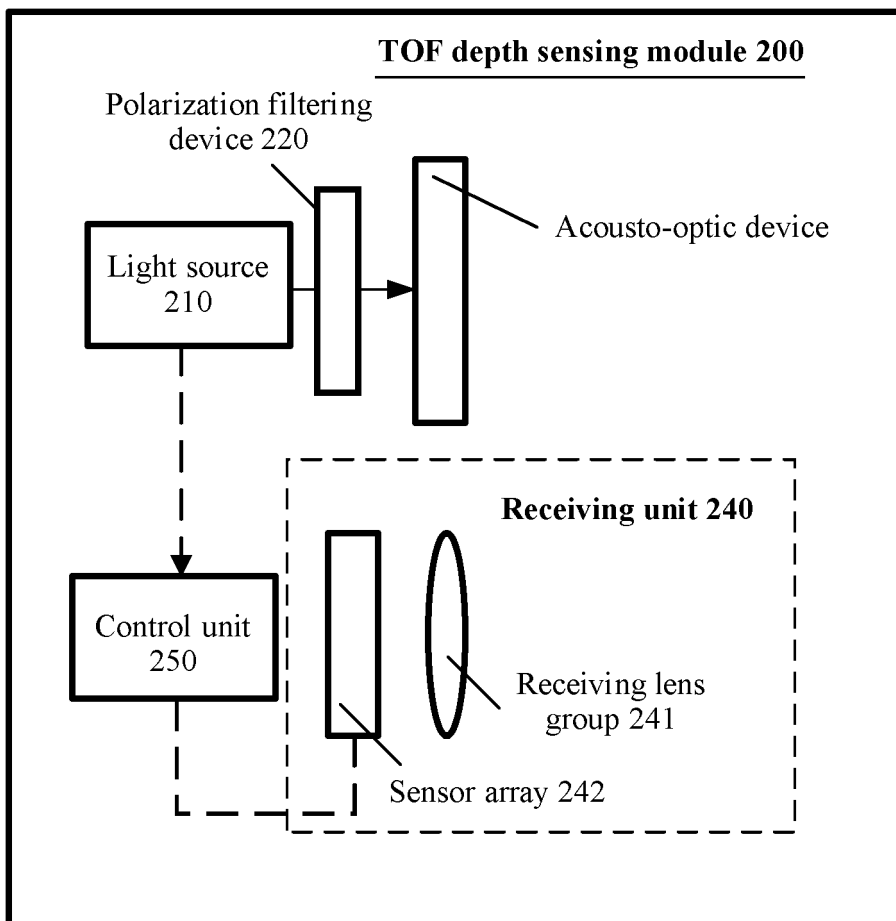 TOF depth sensing module 200
Polarization filtering
device 220
Acousto-optic device
Light source
210
Receiving unit 240
Control unit
250
Receiving lens
group 241
Sensor array 242